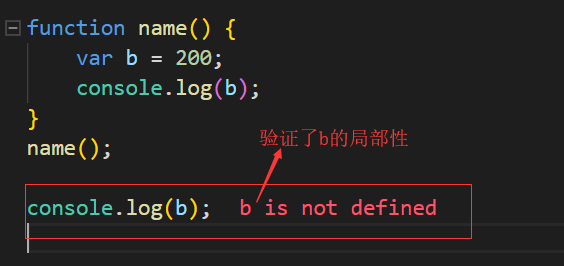 function name() {
var b = 200;
console.log(b);
}
name();
验证了b的局部性
console.log(b); b is not defined